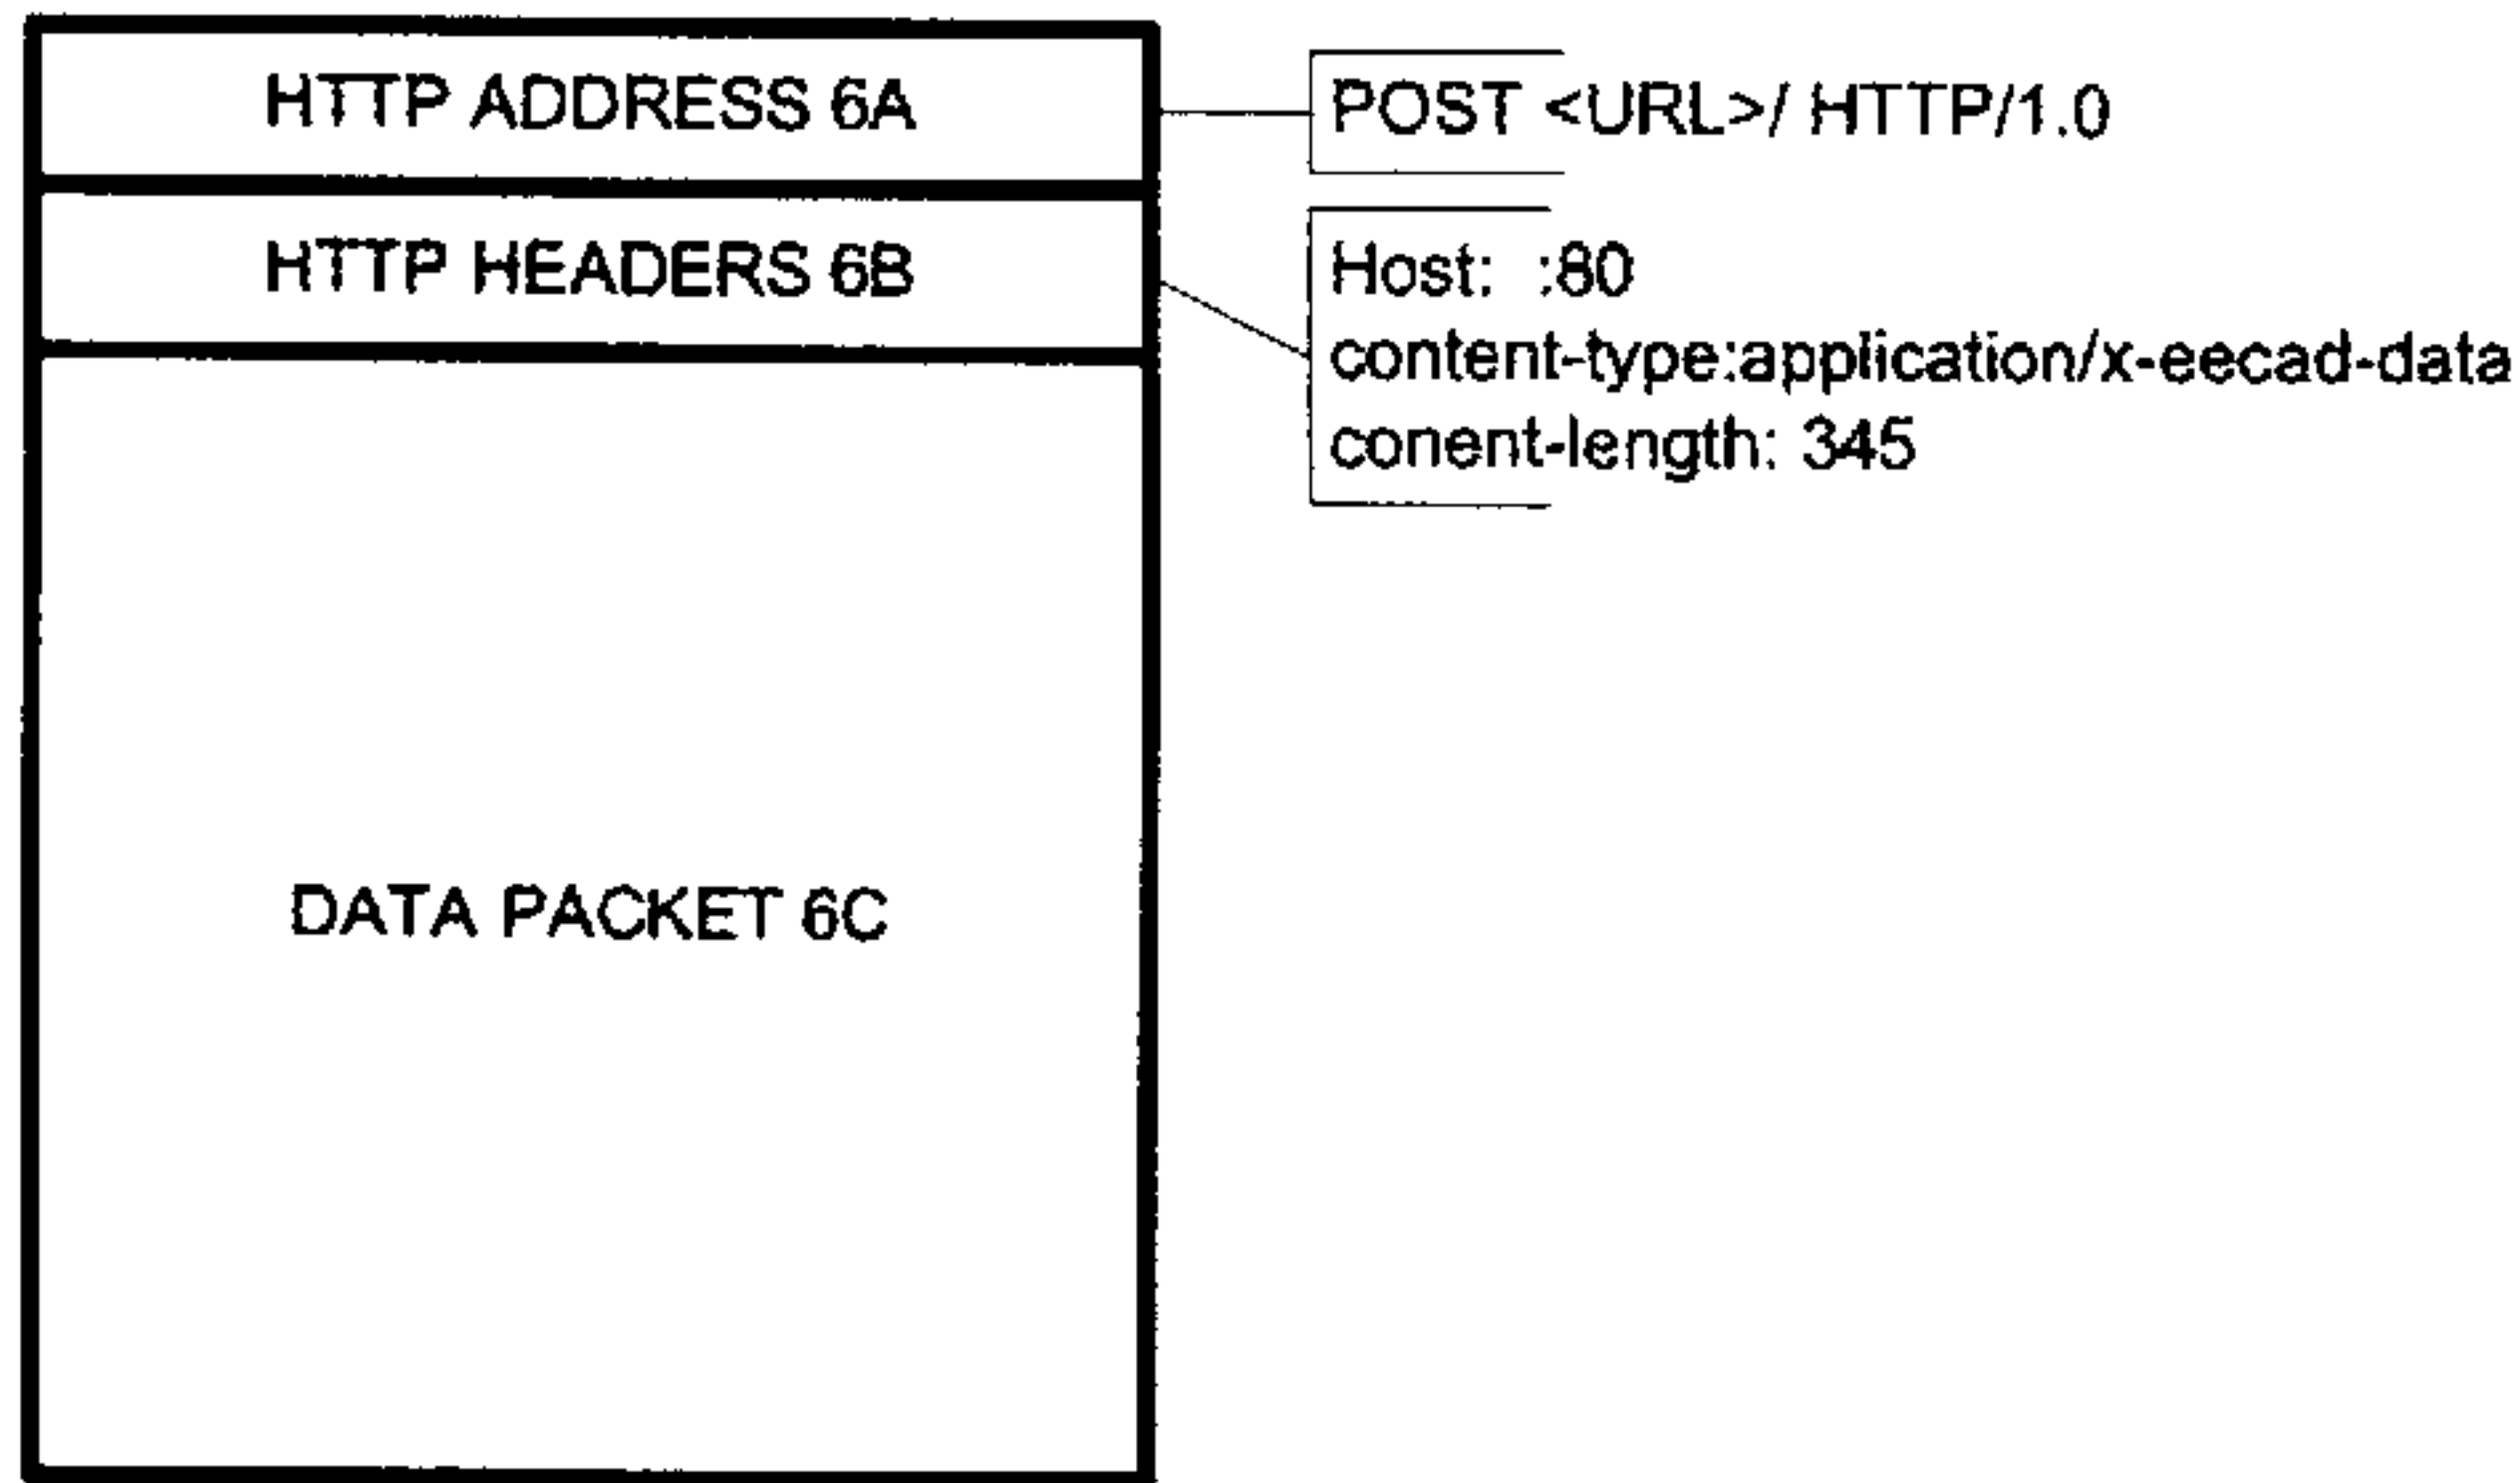 HTTP ADDRESS 6A
POST <URL>/ HTTP/1.0
HTTP HEADERS 6B
Host:  :80
content-type:application/x-eecad-data
conent-length: 345
DATA PACKET 6C